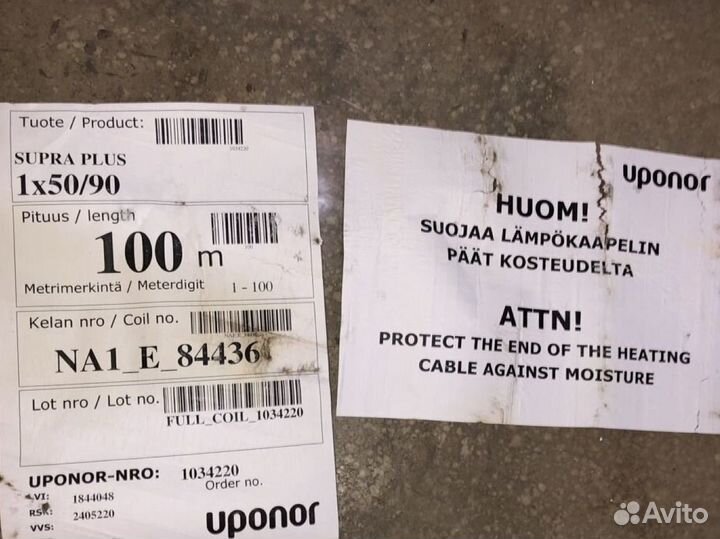 Tuote / Product:
1034220
SUPRA PLUS
1x50/90
Pituus / length
100
100 m
Metrimerkintä / Meterdigit 1 - 100
Kelan nro / Coil no.
NA1_E_84436
Lot nro / Lot no.
FULL_COIL_1034220
UPONOR-NRO: 1034220
Order no.
LVI: 1844048
RSK: 2405220
VVS:
uponor
uponor
HUOM!
SUOJAA LÄMPÖKAAPELIN
PÄÄT KOSTEUDELTA
ATTN!
PROTECT THE END OF THE HEATING
CABLE AGAINST MOISTURE
Avito